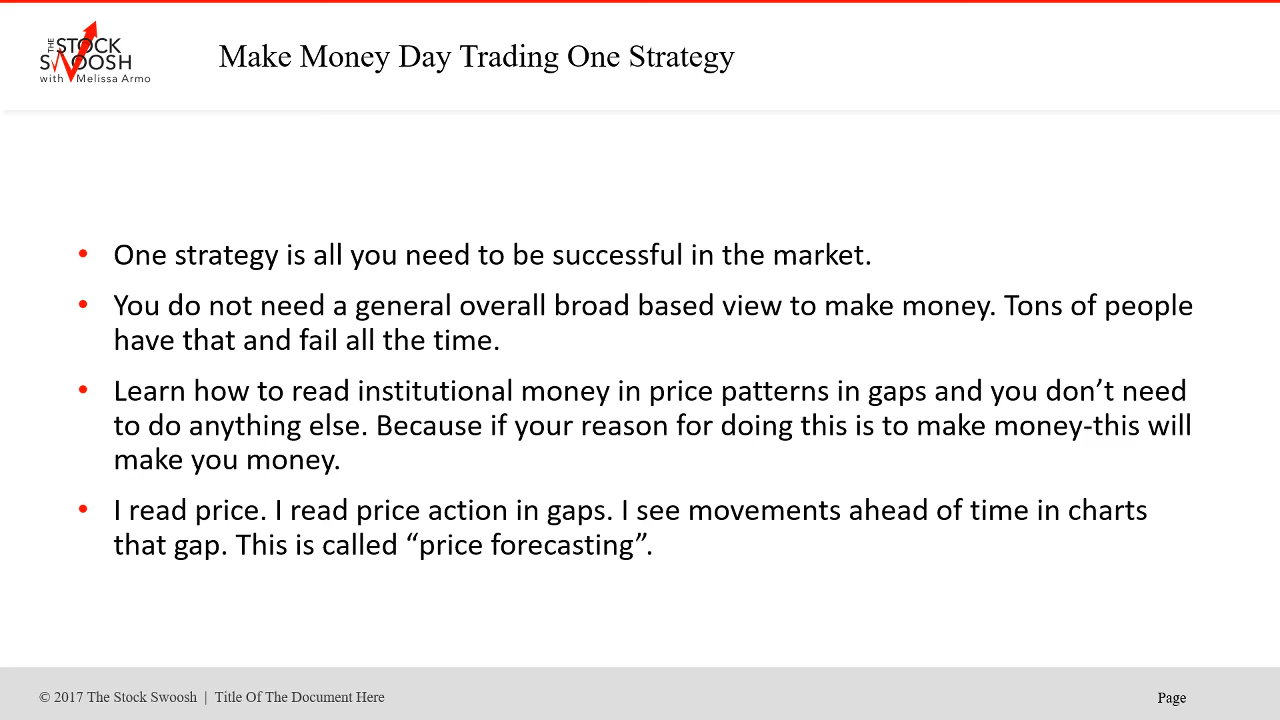 THE STOCK
SWOOSH
with Melissa Armo
Make Money Day Trading One Strategy
• One strategy is all you need to be successful in the market.
• You do not need a general overall broad based view to make money. Tons of people
have that and fail all the time.
• Learn how to read institutional money in price patterns in gaps and you don’t need
to do anything else. Because if your reason for doing this is to make money-this will
make you money.
• I read price. I read price action in gaps. I see movements ahead of time in charts
that gap. This is called “price forecasting”.
© 2017 The Stock Swoosh | Title Of The Document Here
Page